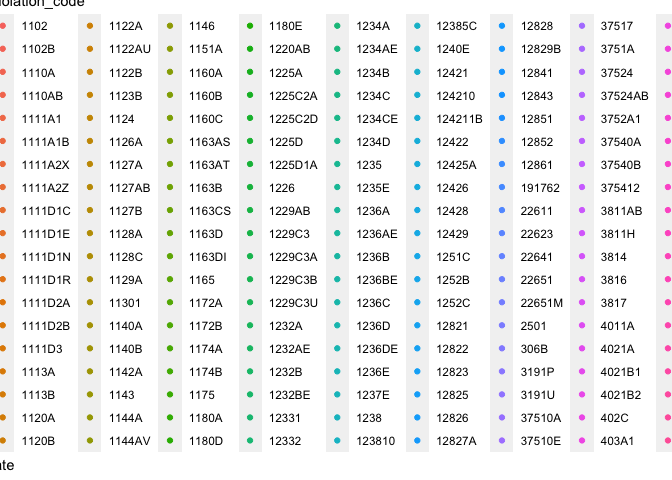 olation_code
1102 1122A 1146 1180E 1234A 12385C 12828 37517
1102B 1122AU 1151A 1220AB 1234AE 1240E 12829B 3751A
1110A 1122B 1160A 1225A 1234B 12421 12841 37524
1110AB 1123B 1160B 1225C2A 1234C 124210 12843 37524AB
1111A1 1124 1160C 1225C2D 1234CE 124211B 12851 3752A1
1111A1B 1126A 1163AS 1225D 1234D 12422 12852 37540A
1111A2X 1127A 1163AT 1225D1A 1235 12425A 12861 37540B
1111A2Z 1127AB 1163B 1226 1235E 12426 191762 375412
1111D1C 1127B 1163CS 1229AB 1236A 12428 22611 3811AB
1111D1E 1128A 1163D 1229C3 1236AE 12429 22623 3811H
1111D1N 1128C 1163DI 1229C3A 1236B 1251C 22641 3814
1111D1R 1129A 1165 1229C3B 1236BE 1252B 22651 3816
1111D2A 11301 1172A 1229C3U 1236C 1252C 22651M 3817
1111D2B 1140A 1172B 1232A 1236D 12821 2501 4011A
1111D3 1140B 1174A 1232AE 1236DE 12822 306B 4021A
1113A 1142A 1174B 1232B 1236E 12823 3191P 4021B1
1113B 1143 1175 1232BE 1237E 12825 3191U 4021B2
1120A 1144A 1180A 12331 1238 12826 37510A 402C
1120B 1144AV 1180D 12332 123810 12827A 37510E 403A1
ate